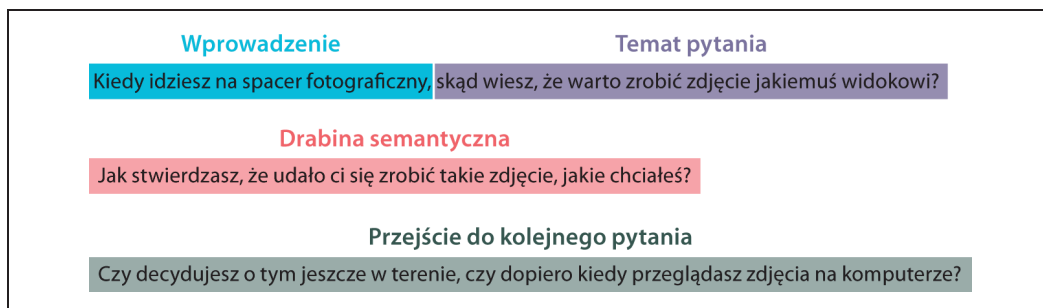 Wprowadzenie Temat pytania
Kiedy idziesz na spacer fotograficzny, skąd wiesz, że warto zrobić zdjęcie jakiemuś widokowi?
Drabina semantyczna
Jak stwierdzasz, że udało ci się zrobić takie zdjęcie, jakie chciałeś?
Przejście do kolejnego pytania
Czy decydujesz o tym jeszcze w terenie, czy dopiero kiedy przeglądasz zdjęcia na komputerze?